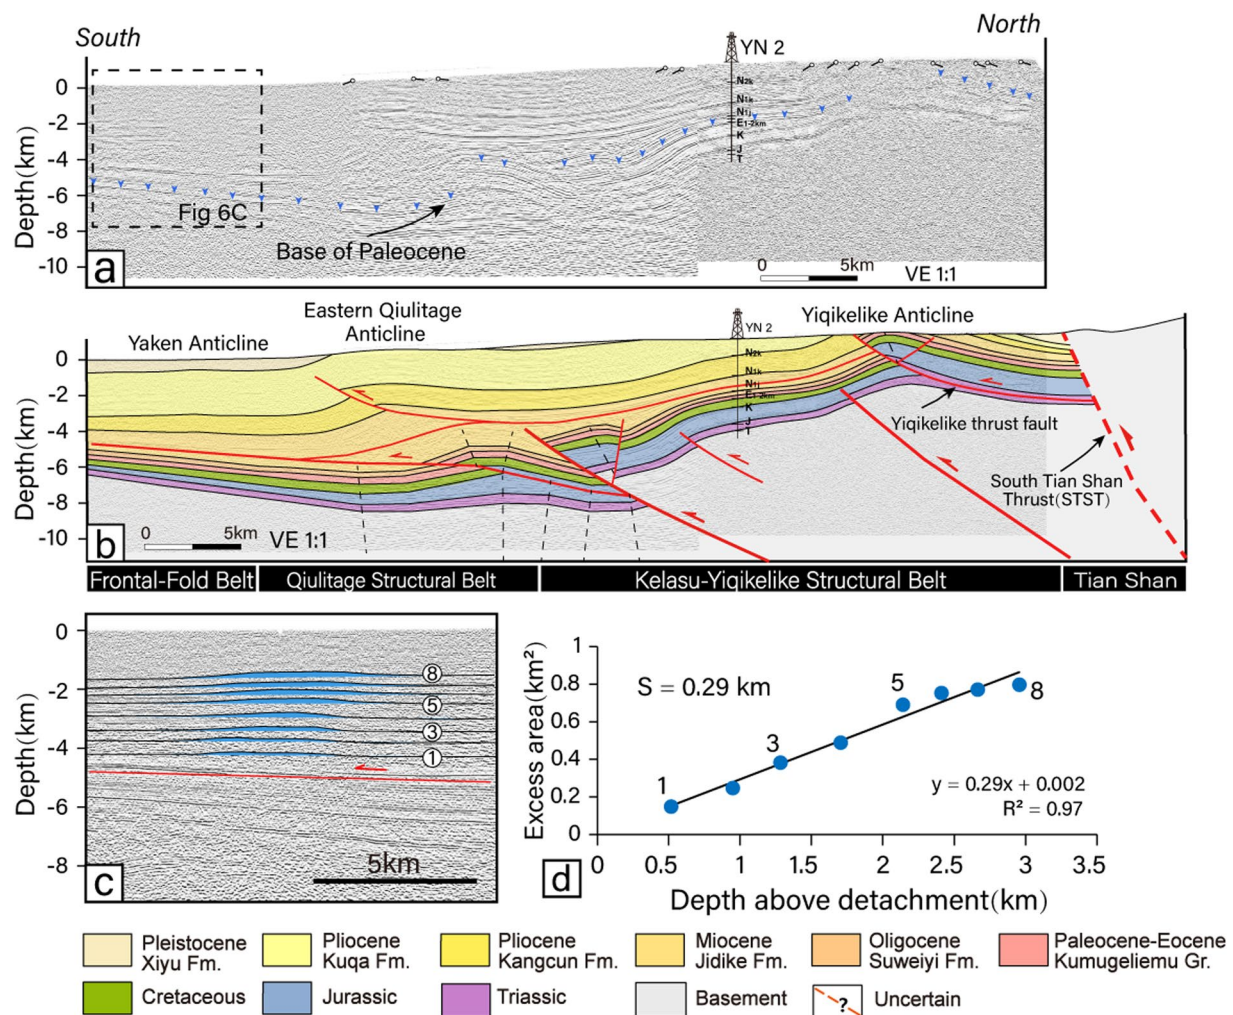 South
North
YN 2
0
-2
-4
-6
-8
-10
Depth(km)
N2k
N1k
N1j
E1-2km
K
J
T
Fig 6C
Base of Paleocene
0 5km
VE 1:1
a
Yaken Anticline
Eastern Qiulitage
Anticline
Yiqikelike Anticline
YN 2
0
-2
-4
-6
-8
-10
Depth(km)
N2k
N1k
N1j
E1-2km
K
J
T
Yiqikelike thrust fault
South Tian Shan
Thrust(STST)
0 5km
VE 1:1
b
Frontal-Fold Belt
Qiulitage Structural Belt
Kelasu-Yiqikelike Structural Belt
Tian Shan
0
-2
-4
-6
-8
Depth(km)
8
5
3
1
5km
c
Excess area(km²)
1
0.8
0.6
0.4
0.2
0
S = 0.29 km
1
3
5
8
y = 0.29x + 0.002
R² = 0.97
0 0.5 1 1.5 2 2.5 3 3.5
Depth above detachment(km)
d
Pleistocene
Xiyu Fm.
Pliocene
Kuqa Fm.
Pliocene
Kangcun Fm.
Miocene
Jidike Fm.
Oligocene
Suweiyi Fm.
Paleocene-Eocene
Kumugeliemu Gr.
Cretaceous
Jurassic
Triassic
Basement
?
Uncertain